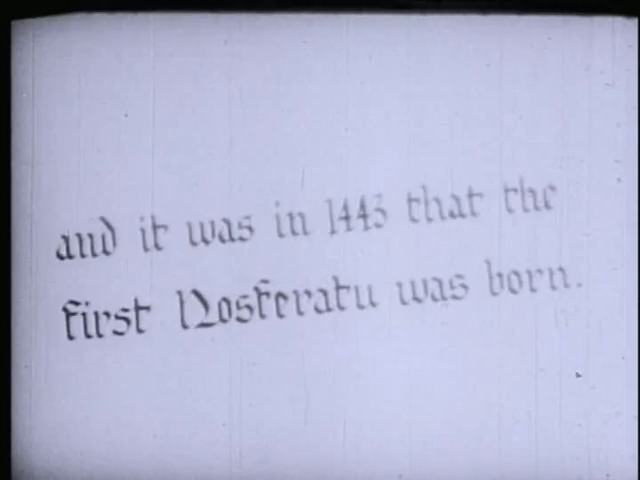 and it was in 1443 that the
first Nosferatu was born.